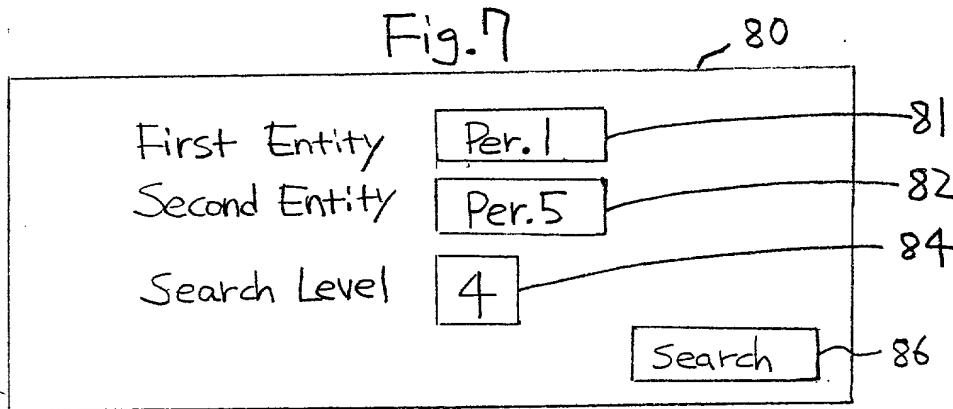 Fig.7
80
First Entity Per.1 81
Second Entity Per.5 82
Search Level 4 84
Search 86